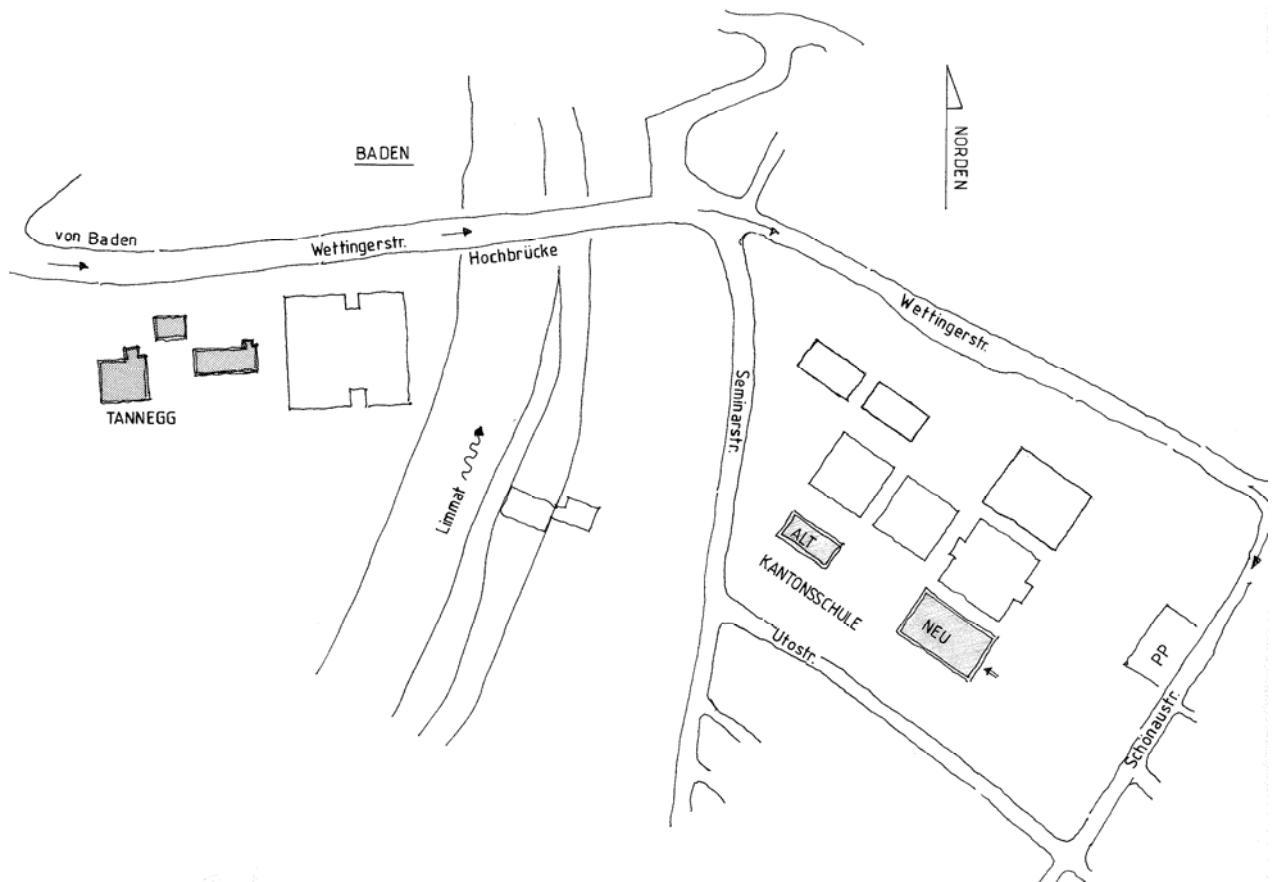 BADEN
NORDEN
von Baden
Wettingerstr.
Hochbrücke
Wettingerstr.
TANNEGG
Seminarstr.
Limmat
ALT
KANTONSSCHULE
NEU
Utostr.
PP
Schönaustr.